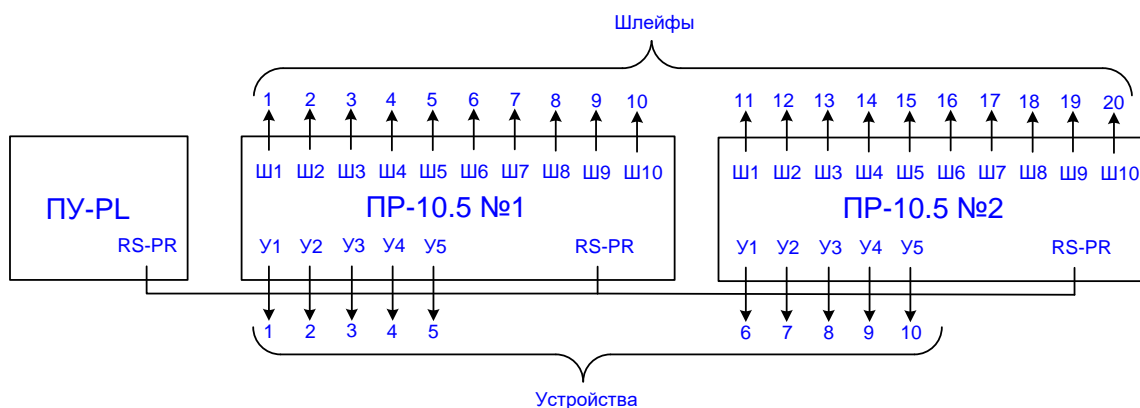 Шлейфы
1 2 3 4 5 6 7 8 9 10 11 12 13 14 15 16 17 18 19 20
Ш1 Ш2 Ш3 Ш4 Ш5 Ш6 Ш7 Ш8 Ш9 Ш10 Ш1 Ш2 Ш3 Ш4 Ш5 Ш6 Ш7 Ш8 Ш9 Ш10
ПУ-PL ПР-10.5 №1 ПР-10.5 №2
RS-PR У1 У2 У3 У4 У5 RS-PR У1 У2 У3 У4 У5 RS-PR
1 2 3 4 5 6 7 8 9 10
Устройства